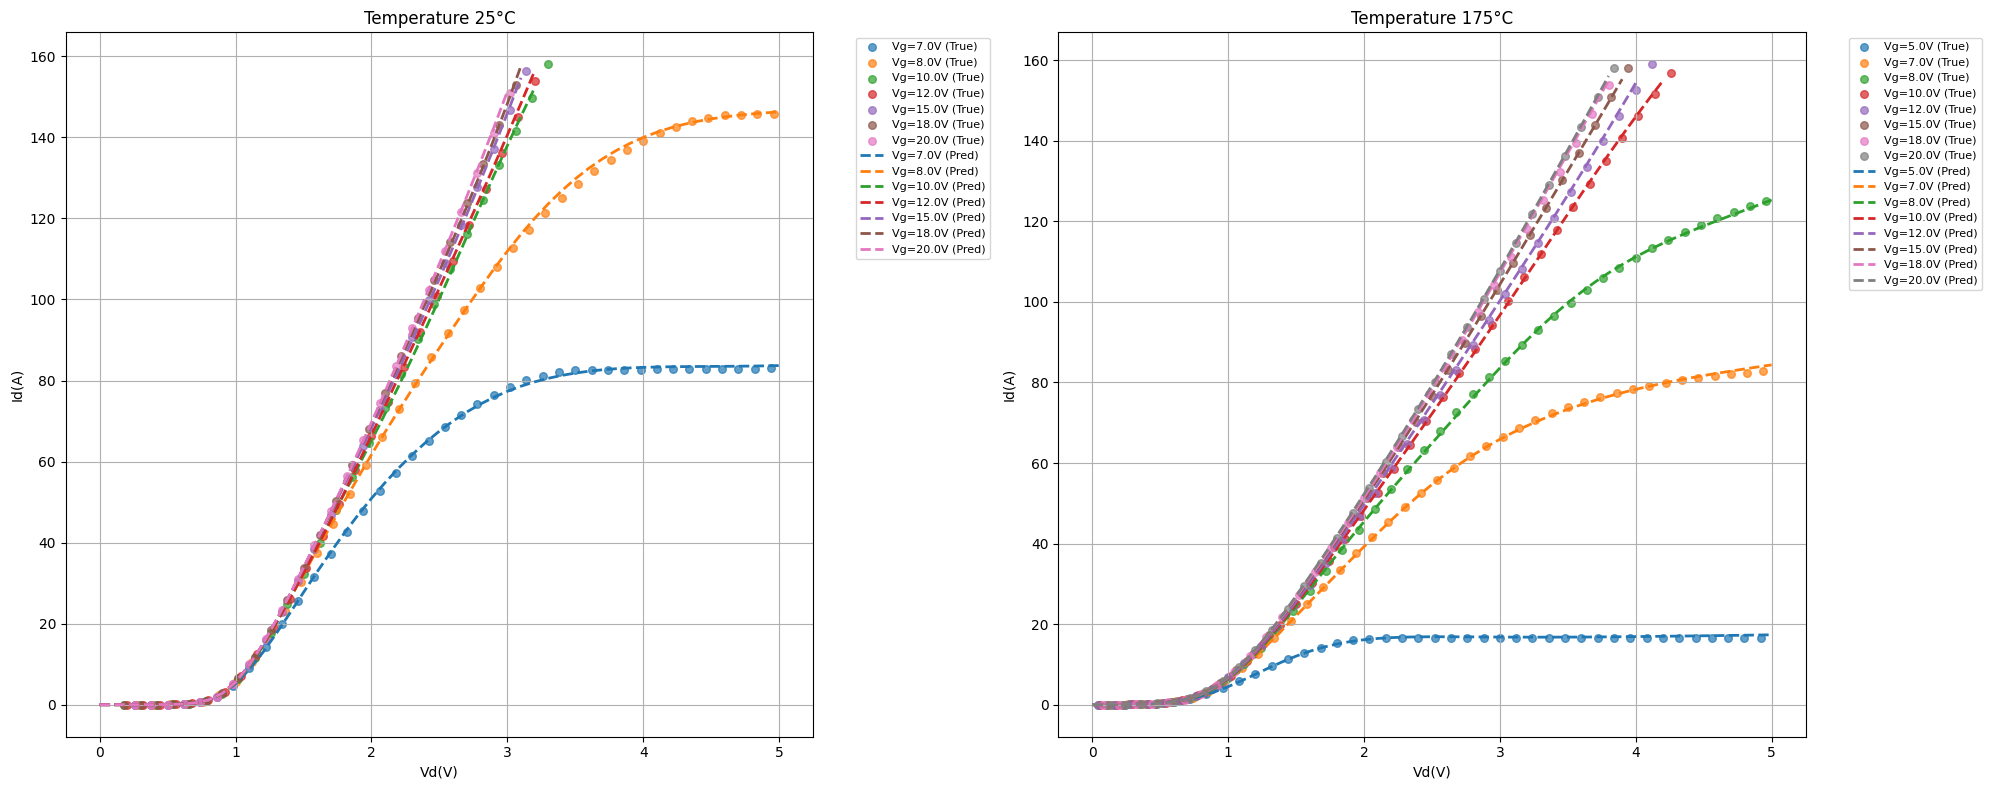 Temperature 25°C
160
140
120
100
80
60
40
20
0
Id(A)
0 1 2 3 4 5
Vd(V)
Vg=7.0V (True)
Vg=8.0V (True)
Vg=10.0V (True)
Vg=12.0V (True)
Vg=15.0V (True)
Vg=18.0V (True)
Vg=20.0V (True)
Vg=7.0V (Pred)
Vg=8.0V (Pred)
Vg=10.0V (Pred)
Vg=12.0V (Pred)
Vg=15.0V (Pred)
Vg=18.0V (Pred)
Vg=20.0V (Pred)
Temperature 175°C
160
140
120
100
80
60
40
20
0
Id(A)
0 1 2 3 4 5
Vd(V)
Vg=5.0V (True)
Vg=7.0V (True)
Vg=8.0V (True)
Vg=10.0V (True)
Vg=12.0V (True)
Vg=15.0V (True)
Vg=18.0V (True)
Vg=20.0V (True)
Vg=5.0V (Pred)
Vg=7.0V (Pred)
Vg=8.0V (Pred)
Vg=10.0V (Pred)
Vg=12.0V (Pred)
Vg=15.0V (Pred)
Vg=18.0V (Pred)
Vg=20.0V (Pred)